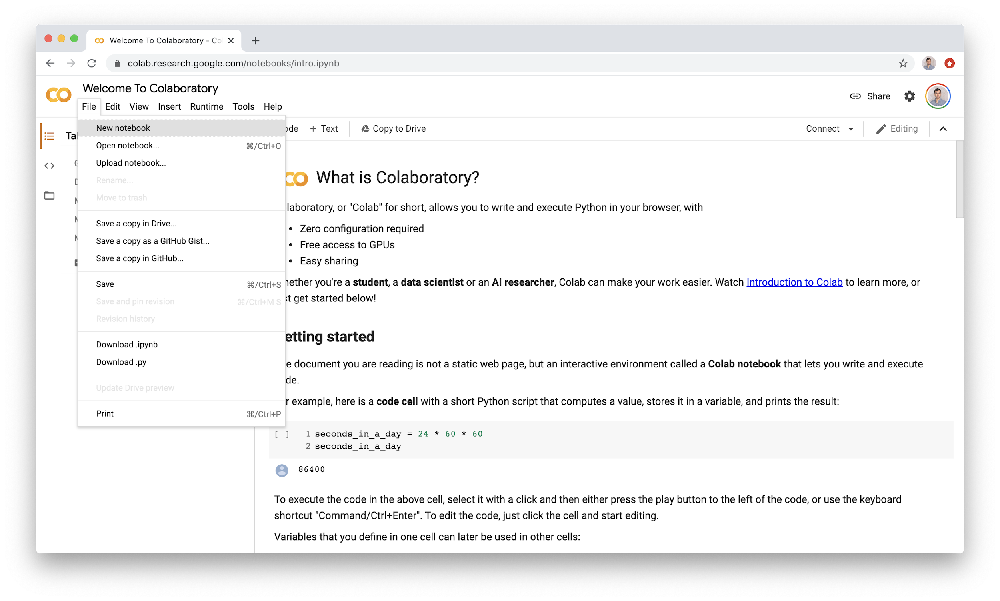 Welcome To Colaboratory - Co
colab.research.google.com/notebooks/intro.ipynb
Welcome To Colaboratory
Share
File Edit View Insert Runtime Tools Help
+ Text
Copy to Drive
Connect
Editing
New notebook
Open notebook... ⌘/Ctrl+O
Upload notebook...
Rename...
Move to trash
Save a copy in Drive...
Save a copy as a GitHub Gist...
Save a copy in GitHub...
Save ⌘/Ctrl+S
Save and pin revision ⌘/Ctrl+M S
Revision history
Download .ipynb
Download .py
Update Drive preview
Print ⌘/Ctrl+P
What is Colaboratory?
laboratory, or "Colab" for short, allows you to write and execute Python in your browser, with
• Zero configuration required
• Free access to GPUs
• Easy sharing
hether you're a student, a data scientist or an AI researcher, Colab can make your work easier. Watch Introduction to Colab to learn more, or
st get started below!
etting started
e document you are reading is not a static web page, but an interactive environment called a Colab notebook that lets you write and execute
de.
r example, here is a code cell with a short Python script that computes a value, stores it in a variable, and prints the result:
[ ] 1 seconds_in_a_day = 24 * 60 * 60
2 seconds_in_a_day
86400
To execute the code in the above cell, select it with a click and then either press the play button to the left of the code, or use the keyboard
shortcut "Command/Ctrl+Enter". To edit the code, just click the cell and start editing.
Variables that you define in one cell can later be used in other cells: